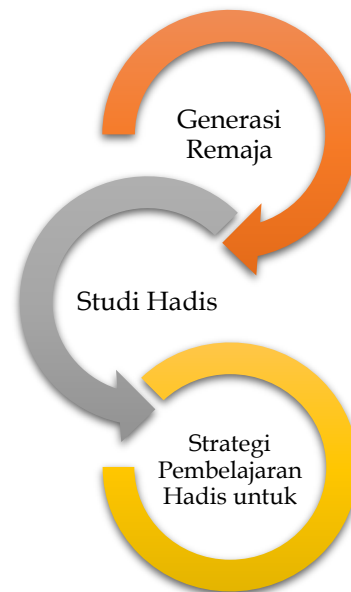 Generasi
Remaja
Studi Hadis
Strategi
Pembelajaran
Hadis untuk